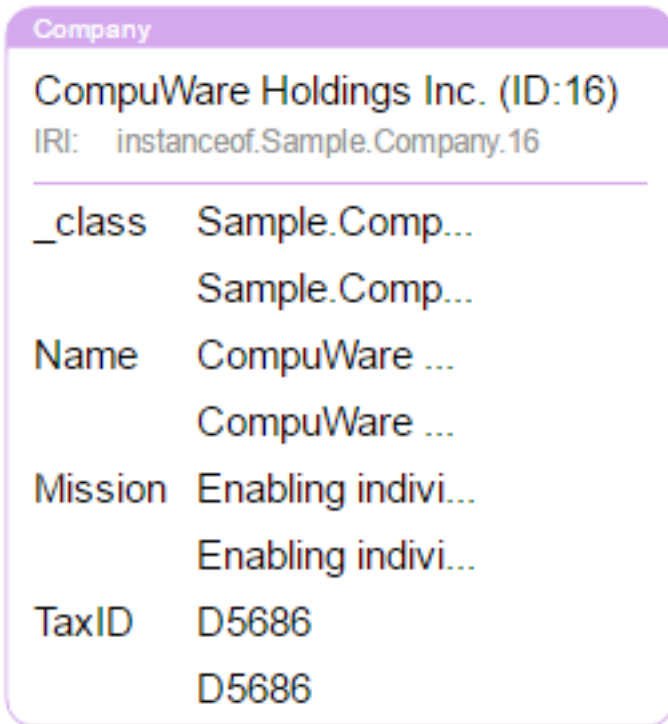 Company
CompuWare Holdings Inc. (ID:16)
IRI: instanceof.Sample.Company.16
_class Sample.Comp...
Sample.Comp...
Name CompuWare ...
CompuWare ...
Mission Enabling indivi...
Enabling indivi...
TaxID D5686
D5686